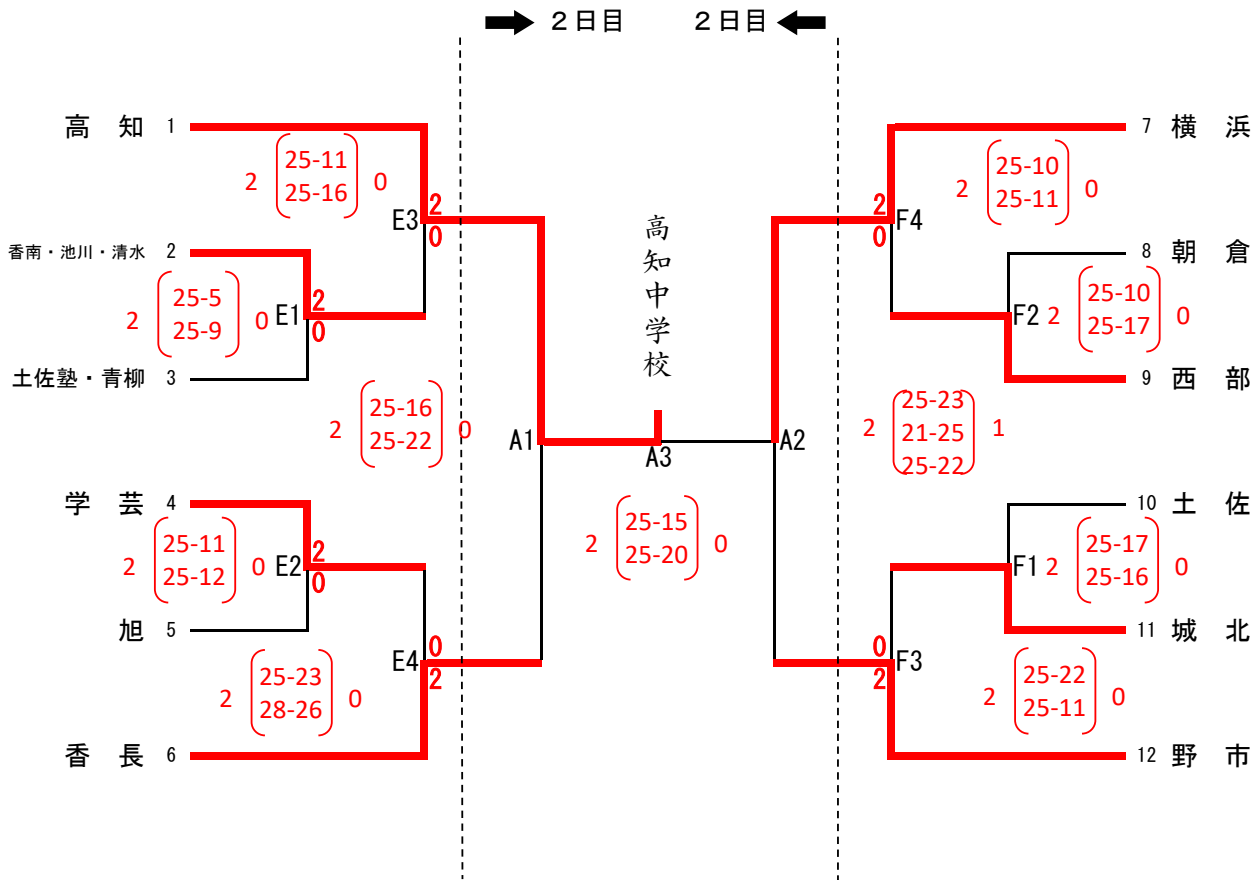 2日目 2日目
高知 1
2 25-11 0
25-16
E3 2
0
香南・池川・清水 2
2 25-5 0
25-9
E1 2
0
土佐塾・青柳 3
2 25-16 0
25-22
A1
学芸 4
2 25-11 0
25-12
E2 2
0
旭 5
E4 0
2
2 25-23 0
28-26
香長 6
高知中学校
A3
2 25-15 0
25-20
7 横浜
2 25-10 0
25-11
2 F4
0
8 朝倉
F2 2 25-10 0
25-17
9 西部
2 25-23 1
21-25
25-22
A2
10 土佐
F1 2 25-17 0
25-16
11 城北
0 F3
2
2 25-22 0
25-11
12 野市